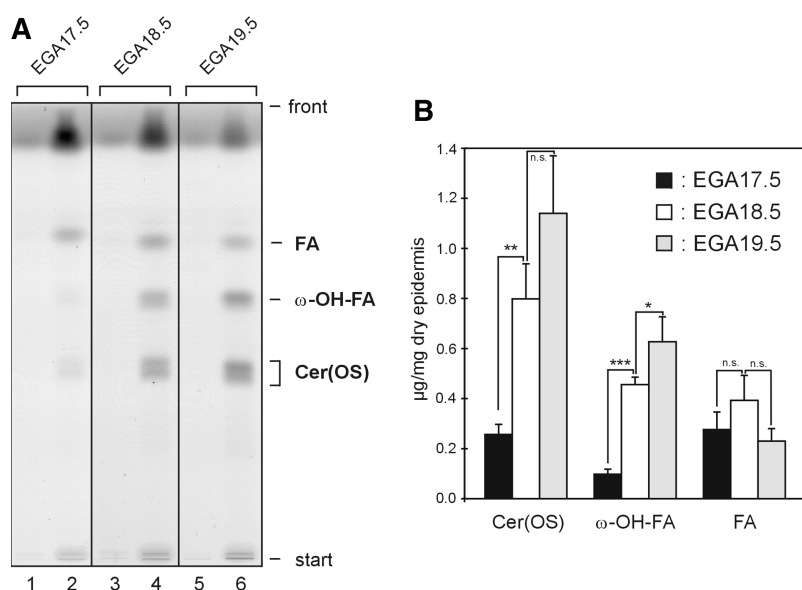 A
EGA17.5 EGA18.5 EGA19.5
front
FA
ω-OH-FA
Cer(OS)
start
1 2 3 4 5 6
B
µg/mg dry epidermis
1.4
1.2
1.0
0.8
0.6
0.4
0.2
0.0
: EGA17.5
: EGA18.5
: EGA19.5
** n.s.
*** *
n.s. n.s.
Cer(OS) ω-OH-FA FA